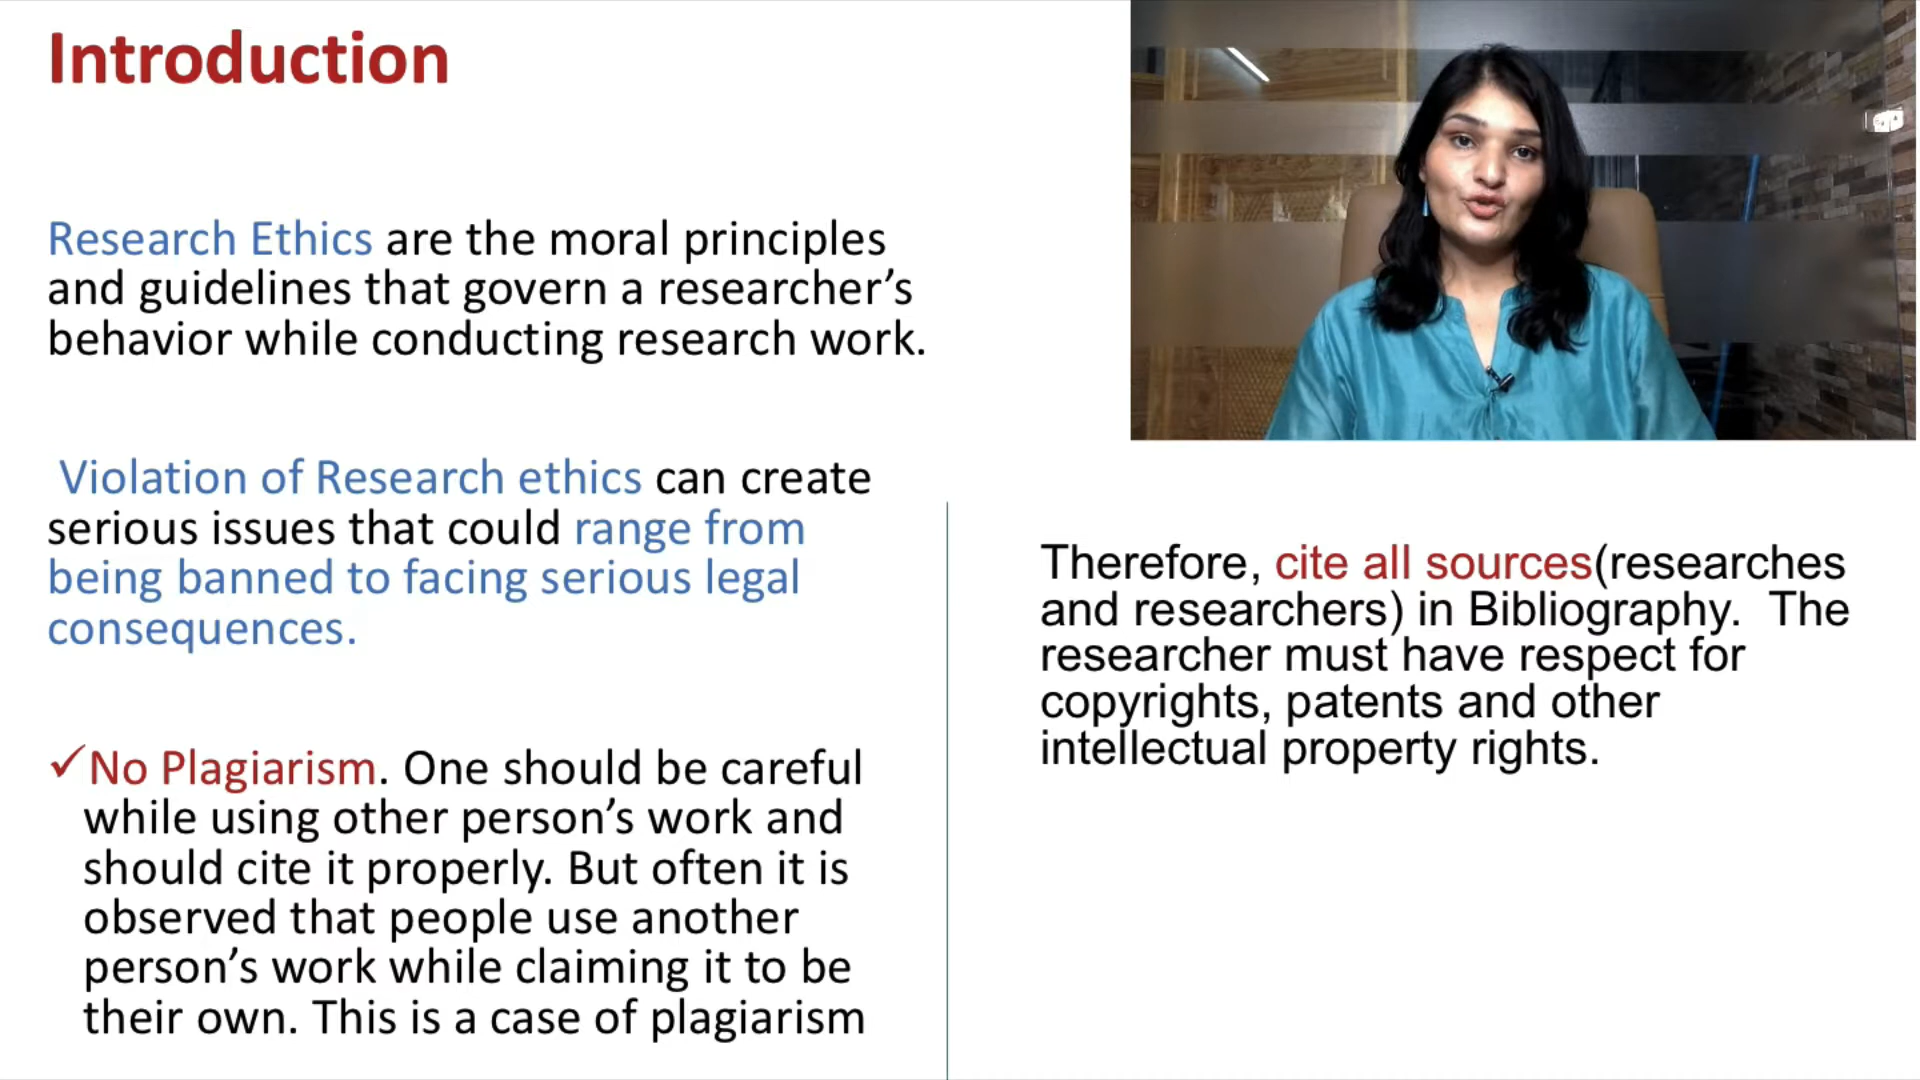 Introduction
Research Ethics are the moral principles
and guidelines that govern a researcher’s
behavior while conducting research work.
Violation of Research ethics can create
serious issues that could range from
being banned to facing serious legal
consequences.
✓No Plagiarism. One should be careful
while using other person’s work and
should cite it properly. But often it is
observed that people use another
person’s work while claiming it to be
their own. This is a case of plagiarism
Therefore, cite all sources(researches
and researchers) in Bibliography.  The
researcher must have respect for
copyrights, patents and other
intellectual property rights.